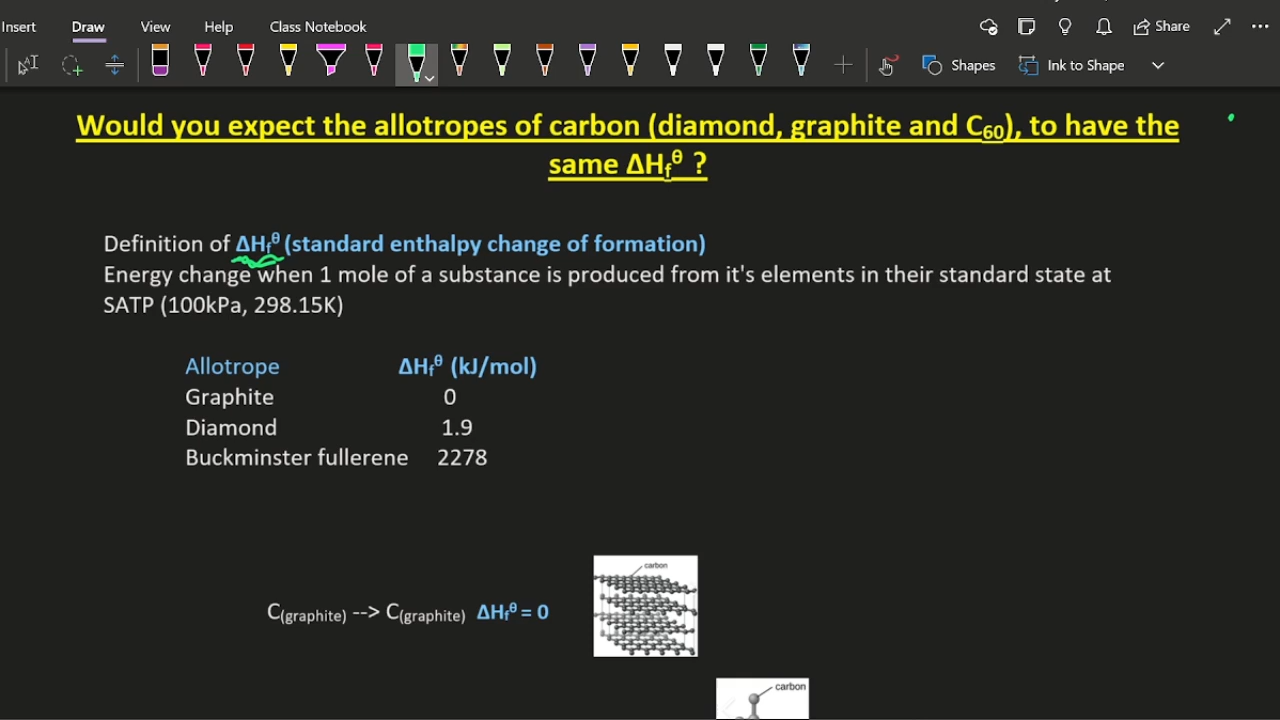 Insert Draw View Help Class Notebook Share
Shapes Ink to Shape
Would you expect the allotropes of carbon (diamond, graphite and C60), to have the
same ΔHfθ ?
Definition of ΔHfθ (standard enthalpy change of formation)
Energy change when 1 mole of a substance is produced from it's elements in their standard state at
SATP (100kPa, 298.15K)
Allotrope ΔHfθ (kJ/mol)
Graphite 0
Diamond 1.9
Buckminster fullerene 2278
carbon
C(graphite) --> C(graphite) ΔHfθ = 0
carbon